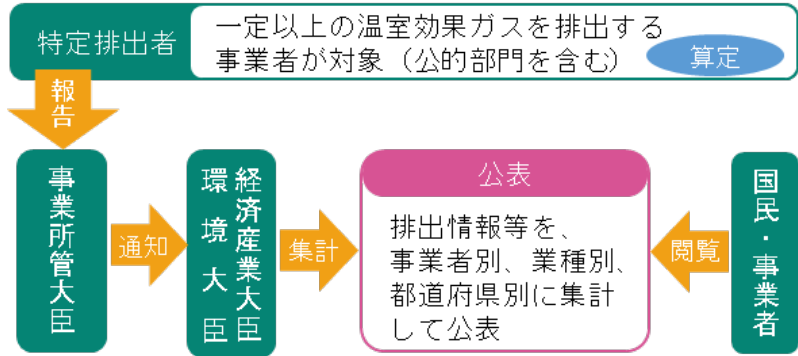 特定排出者
一定以上の温室効果ガスを排出する
事業者が対象（公的部門を含む）
算定
報告
事業所管大臣
通知
経済産業大臣
環境大臣
集計
公表
排出情報等を、
事業者別、業種別、
都道府県別に集計
して公表
閲覧
国民・事業者